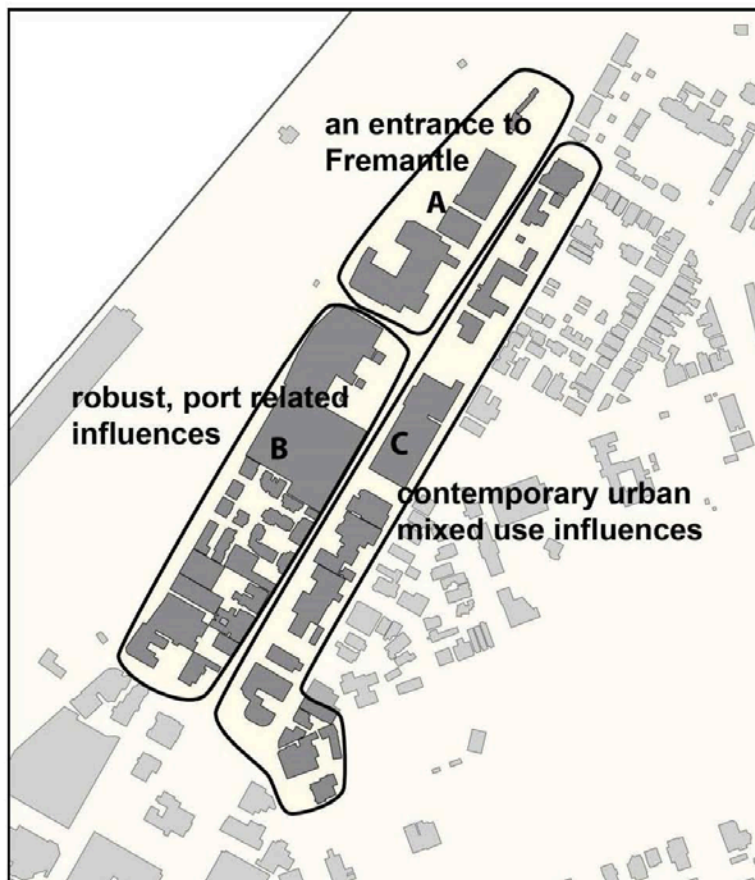 an entrance to
Fremantle
A
robust, port related
influences
B
C
contemporary urban
mixed use influences